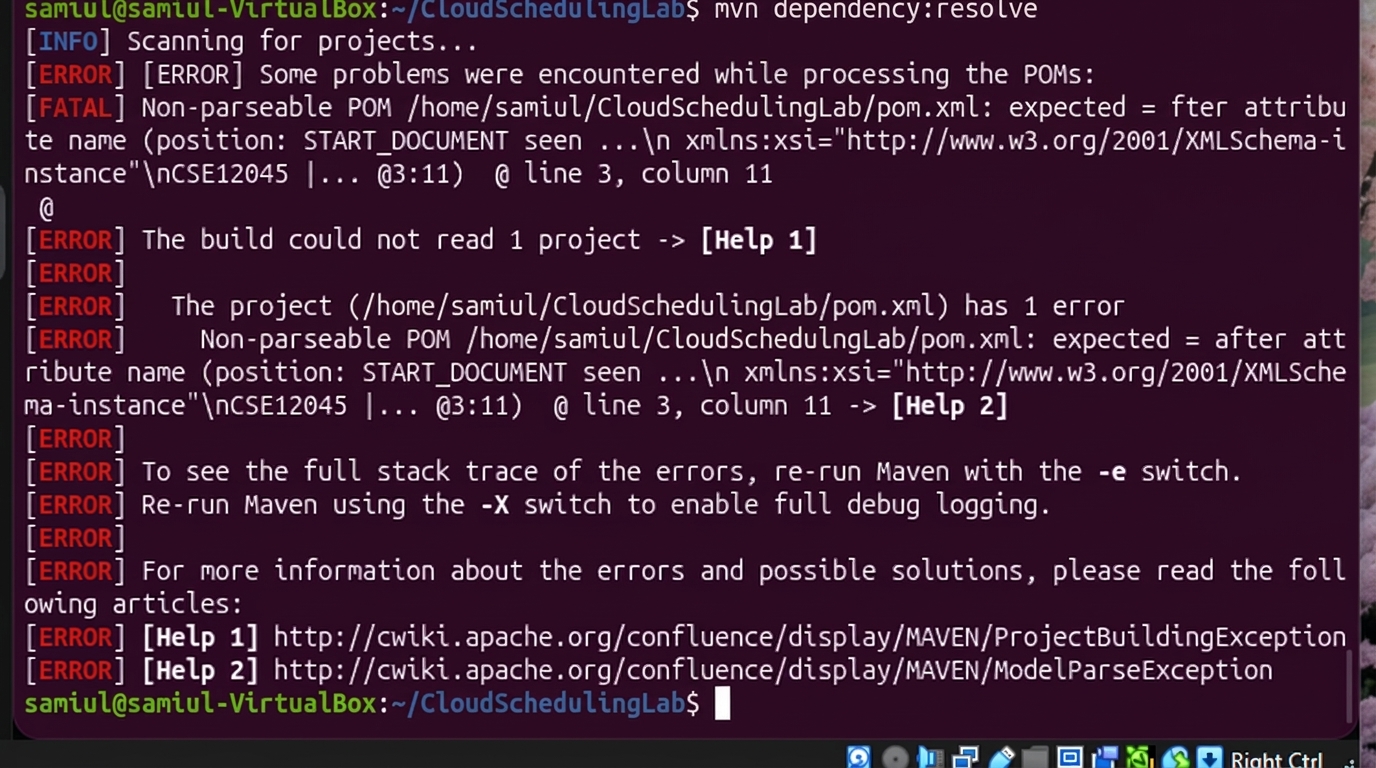 samiul@samiul-VirtualBox:~/CloudSchedulingLab$ mvn dependency:resolve
[INFO] Scanning for projects...
[ERROR] [ERROR] Some problems were encountered while processing the POMs:
[FATAL] Non-parseable POM /home/samiul/CloudSchedulingLab/pom.xml: expected = fter attribu
te name (position: START_DOCUMENT seen ...\n xmlns:xsi="http://www.w3.org/2001/XMLSchema-i
nstance"\nCSE12045 |... @3:11)  @ line 3, column 11
 @
[ERROR] The build could not read 1 project -> [Help 1]
[ERROR]
[ERROR]   The project (/home/samiul/CloudSchedulingLab/pom.xml) has 1 error
[ERROR]     Non-parseable POM /home/samiul/CloudSchedulngLab/pom.xml: expected = after att
ribute name (position: START_DOCUMENT seen ...\n xmlns:xsi="http://www.w3.org/2001/XMLSche
ma-instance"\nCSE12045 |... @3:11)  @ line 3, column 11 -> [Help 2]
[ERROR]
[ERROR] To see the full stack trace of the errors, re-run Maven with the -e switch.
[ERROR] Re-run Maven using the -X switch to enable full debug logging.
[ERROR]
[ERROR] For more information about the errors and possible solutions, please read the foll
owing articles:
[ERROR] [Help 1] http://cwiki.apache.org/confluence/display/MAVEN/ProjectBuildingException
[ERROR] [Help 2] http://cwiki.apache.org/confluence/display/MAVEN/ModelParseException
samiul@samiul-VirtualBox:~/CloudSchedulingLab$
Right Ctrl